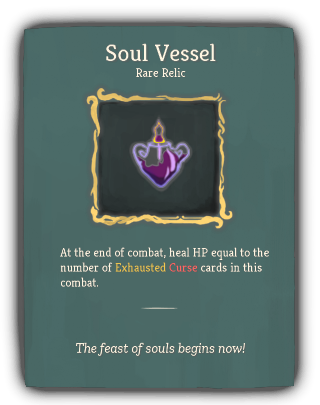 Soul Vessel
Rare Relic
At the end of combat, heal HP equal to the
number of Exhausted Curse cards in this
combat.
The feast of souls begins now!